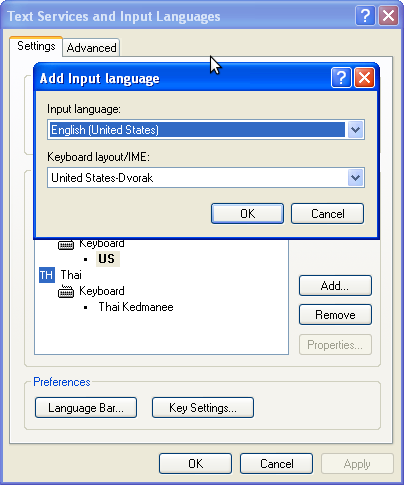 Text Services and Input Languages
Settings
Advanced
Add Input language
Input language:
English (United States)
Keyboard layout/IME:
United States-Dvorak
OK
Cancel
Keyboard
US
TH Thai
Keyboard
Thai Kedmanee
Add...
Remove
Properties...
Preferences
Language Bar...
Key Settings...
OK
Cancel
Apply